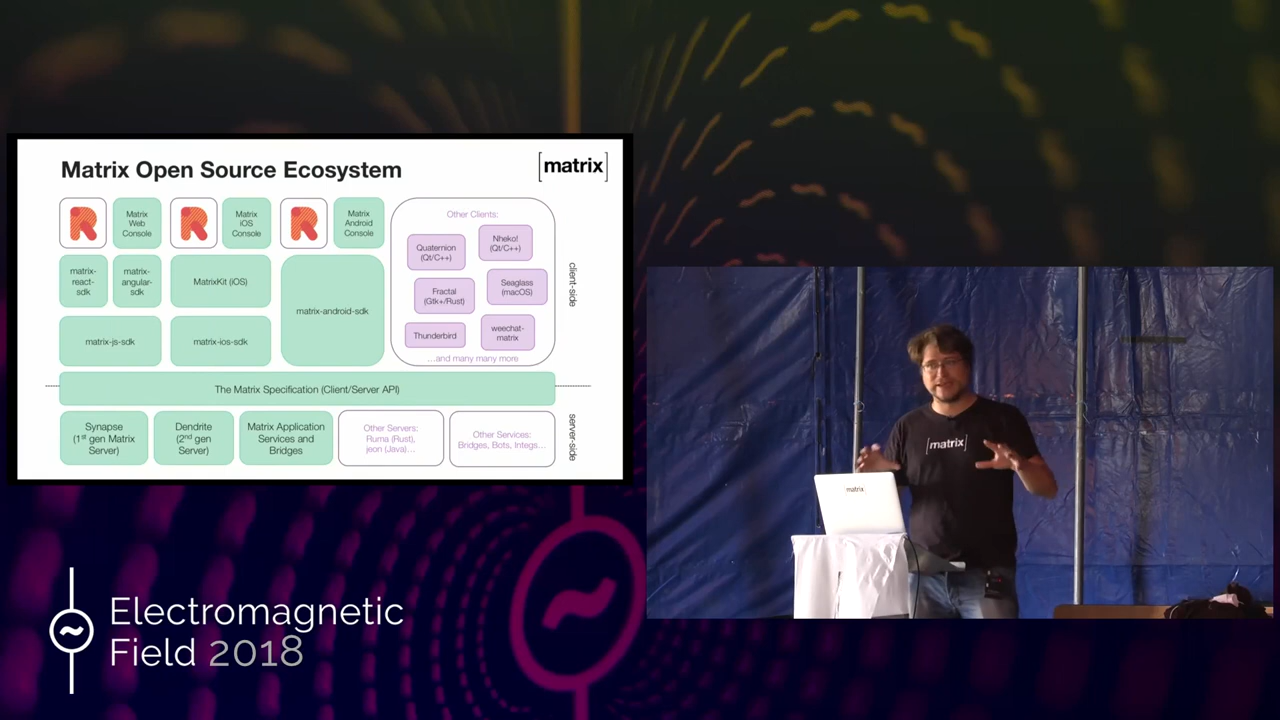 Matrix Open Source Ecosystem
[matrix]
Matrix
Web
Console
Matrix
iOS
Console
Matrix
Android
Console
matrix-
react-
sdk
matrix-
angular-
sdk
MatrixKit (iOS)
matrix-android-sdk
matrix-js-sdk
matrix-ios-sdk
Other Clients:
Quaternion
(Qt/C++)
Nheko!
(Qt/C++)
Fractal
(Gtk+/Rust)
Seaglass
(macOS)
Thunderbird
weechat-
matrix
...and many many more
client-side
The Matrix Specification (Client/Server API)
Synapse
(1st gen Matrix
Server)
Dendrite
(2nd gen
Server)
Matrix Application
Services and
Bridges
Other Servers:
Ruma (Rust),
jeon (Java)...
Other Services:
Bridges, Bots, Integs...
server-side
[matrix]
matrix
Electromagnetic
Field 2018